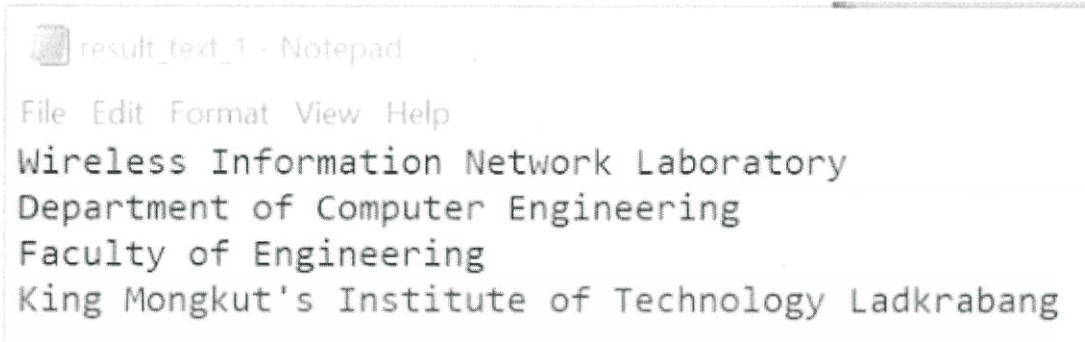 result_text_1 - Notepad
File Edit Format View Help
Wireless Information Network Laboratory
Department of Computer Engineering
Faculty of Engineering
King Mongkut's Institute of Technology Ladkrabang